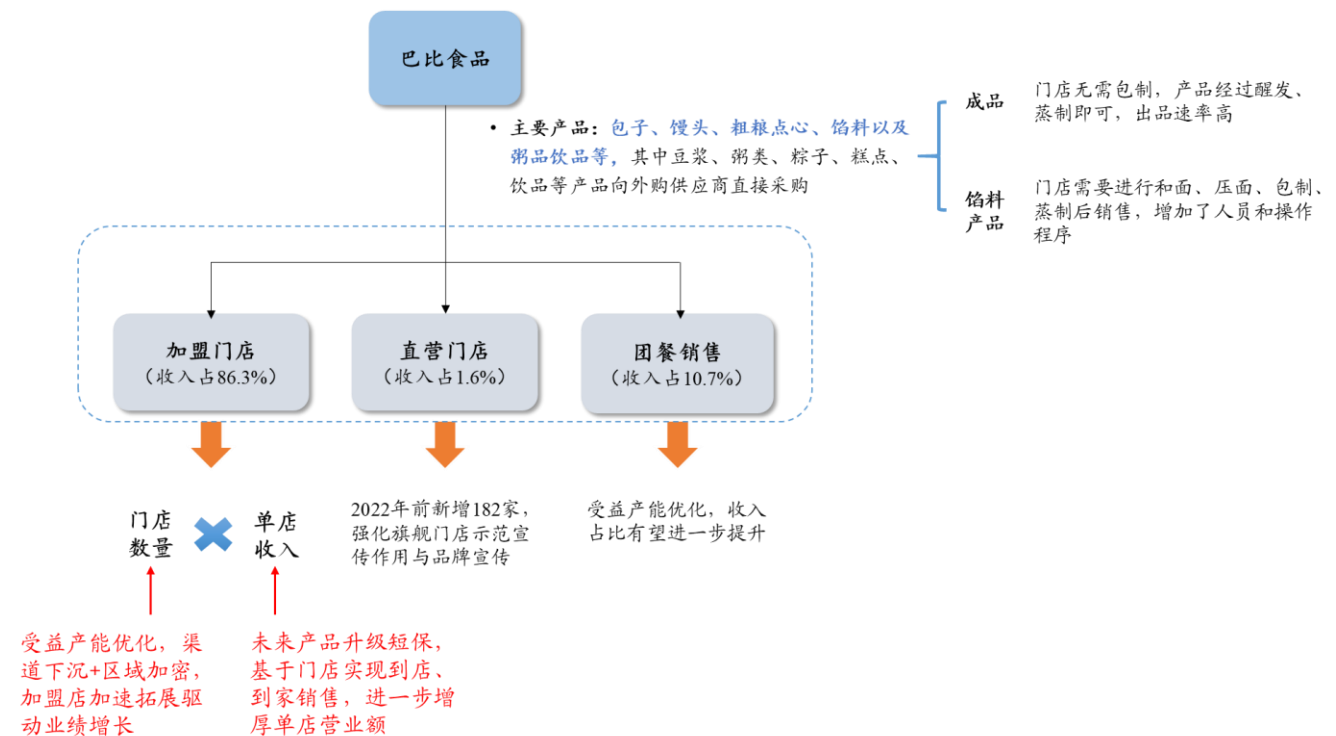 巴比食品
• 主要产品：包子、馒头、粗粮点心、馅料以及
粥品饮品等，其中豆浆、粥类、粽子、糕点、
饮品等产品向外购供应商直接采购
成品
门店无需包制，产品经过醒发、
蒸制即可，出品速率高
馅料
产品
门店需要进行和面、压面、包制、
蒸制后销售，增加了人员和操作
程序
加盟门店
（收入占86.3%）
直营门店
（收入占1.6%）
团餐销售
（收入占10.7%）
门店
数量
单店
收入
2022年前新增182家，
强化旗舰门店示范宣
传作用与品牌宣传
受益产能优化，收入
占比有望进一步提升
受益产能优化，渠
道下沉+区域加密，
加盟店加速拓展驱
动业绩增长
未来产品升级短保，
基于门店实现到店、
到家销售，进一步增
厚单店营业额